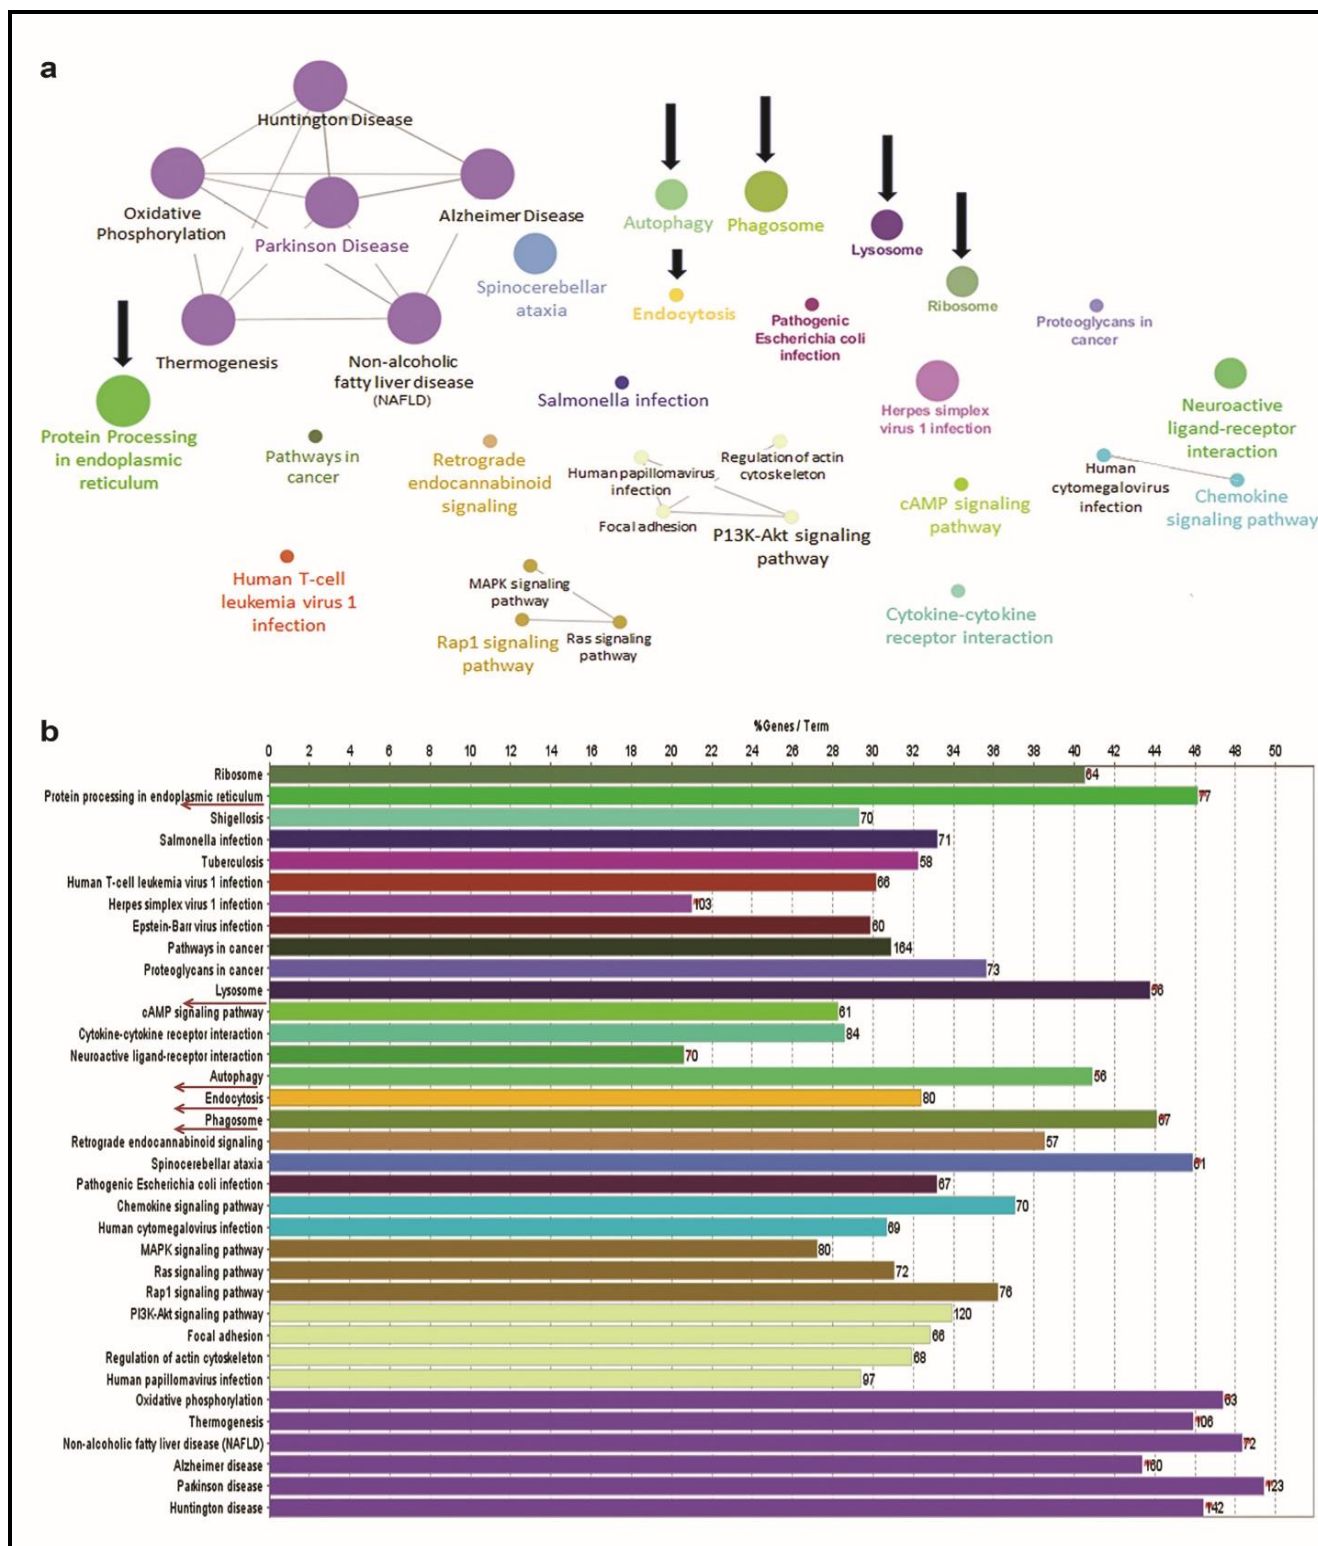 a
Huntington Disease
Oxidative
Phosphorylation
Parkinson Disease
Alzheimer Disease
Thermogenesis
Non-alcoholic
fatty liver disease
(NAFLD)
Spinocerebellar
ataxia
Autophagy
Phagosome
Lysosome
Endocytosis
Ribosome
Pathogenic
Escherichia coli
infection
Proteoglycans in
cancer
Protein Processing
in endoplasmic
reticulum
Salmonella infection
Herpes simplex
virus 1 infection
Neuroactive
ligand-receptor
interaction
Pathways in
cancer
Retrograde
endocannabinoid
signaling
Human papillomavirus
infection
Regulation of actin
cytoskeleton
Focal adhesion
P13K-Akt signaling
pathway
cAMP signaling
pathway
Human
cytomegalovirus
infection
Chemokine
signaling pathway
Human T-cell
leukemia virus 1
infection
MAPK signaling
pathway
Rap1 signaling
pathway
Ras signaling
pathway
Cytokine-cytokine
receptor interaction
b
%Genes / Term
0 2 4 6 8 10 12 14 16 18 20 22 24 26 28 30 32 34 36 38 40 42 44 46 48 50
Ribosome 64
Protein processing in endoplasmic reticulum 77
Shigellosis 70
Salmonella infection 71
Tuberculosis 58
Human T-cell leukemia virus 1 infection 66
Herpes simplex virus 1 infection 103
Epstein-Barr virus infection 60
Pathways in cancer 164
Proteoglycans in cancer 73
Lysosome 56
cAMP signaling pathway 61
Cytokine-cytokine receptor interaction 84
Neuroactive ligand-receptor interaction 70
Autophagy 56
Endocytosis 80
Phagosome 67
Retrograde endocannabinoid signaling 57
Spinocerebellar ataxia 61
Pathogenic Escherichia coli infection 67
Chemokine signaling pathway 70
Human cytomegalovirus infection 69
MAPK signaling pathway 80
Ras signaling pathway 72
Rap1 signaling pathway 76
PI3K-Akt signaling pathway 120
Focal adhesion 66
Regulation of actin cytoskeleton 68
Human papillomavirus infection 97
Oxidative phosphorylation 63
Thermogenesis 106
Non-alcoholic fatty liver disease (NAFLD) 72
Alzheimer disease 160
Parkinson disease 123
Huntington disease 142